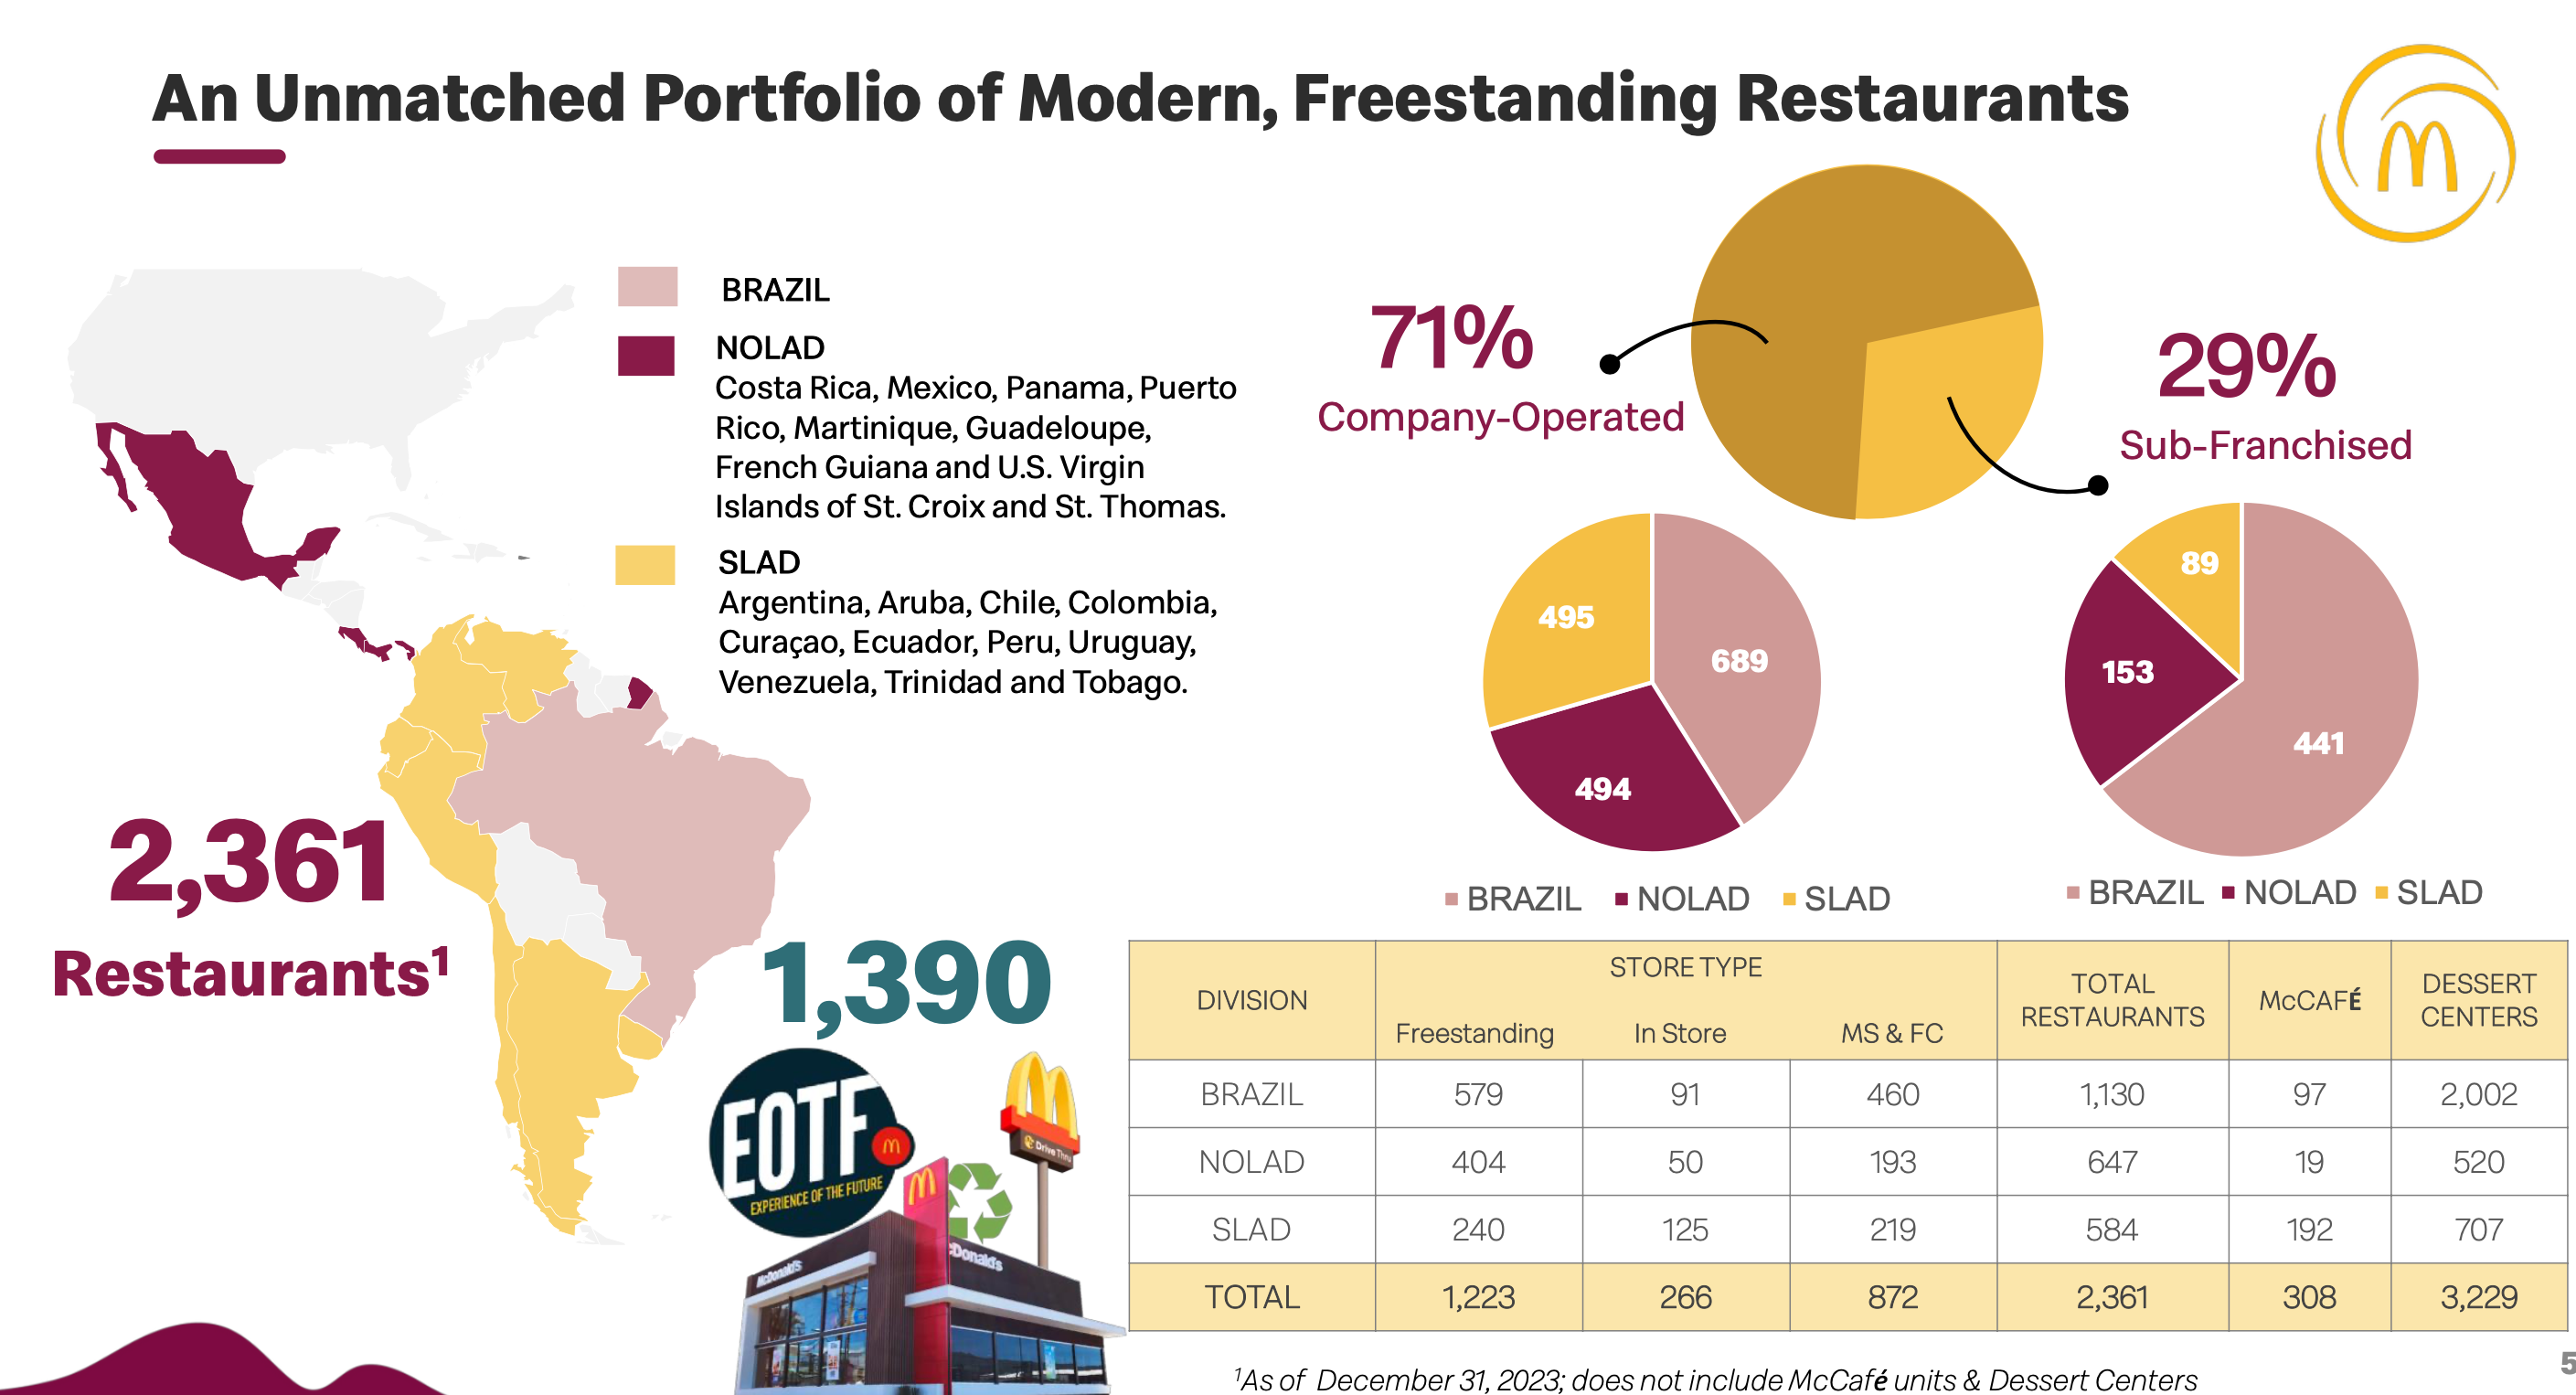 An Unmatched Portfolio of Modern, Freestanding Restaurants
BRAZIL
NOLAD
Costa Rica, Mexico, Panama, Puerto
Rico, Martinique, Guadeloupe,
French Guiana and U.S. Virgin
Islands of St. Croix and St. Thomas.
SLAD
Argentina, Aruba, Chile, Colombia,
Curaçao, Ecuador, Peru, Uruguay,
Venezuela, Trinidad and Tobago.
2,361
Restaurants¹
1,390
EOTF
EXPERIENCE OF THE FUTURE
Drive Thru
McDonald's
cDonald's
71%
Company-Operated
29%
Sub-Franchised
495
689
494
BRAZIL NOLAD SLAD
89
153
441
BRAZIL NOLAD SLAD
DIVISION STORE TYPE TOTAL RESTAURANTS McCAFÉ DESSERT CENTERS
Freestanding In Store MS & FC
BRAZIL 579 91 460 1,130 97 2,002
NOLAD 404 50 193 647 19 520
SLAD 240 125 219 584 192 707
TOTAL 1,223 266 872 2,361 308 3,229
¹As of December 31, 2023; does not include McCafé units & Dessert Centers
5